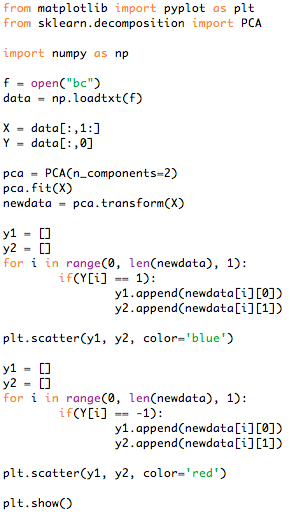 from matplotlib import pyplot as plt
from sklearn.decomposition import PCA
import numpy as np
f = open("bc")
data = np.loadtxt(f)
X = data[:,1:]
Y = data[:,0]
pca = PCA(n_components=2)
pca.fit(X)
newdata = pca.transform(X)
y1 = []
y2 = []
for i in range(0, len(newdata), 1):
        if(Y[i] == 1):
                y1.append(newdata[i][0])
                y2.append(newdata[i][1])
plt.scatter(y1, y2, color='blue')
y1 = []
y2 = []
for i in range(0, len(newdata), 1):
        if(Y[i] == -1):
                y1.append(newdata[i][0])
                y2.append(newdata[i][1])
plt.scatter(y1, y2, color='red')
plt.show()